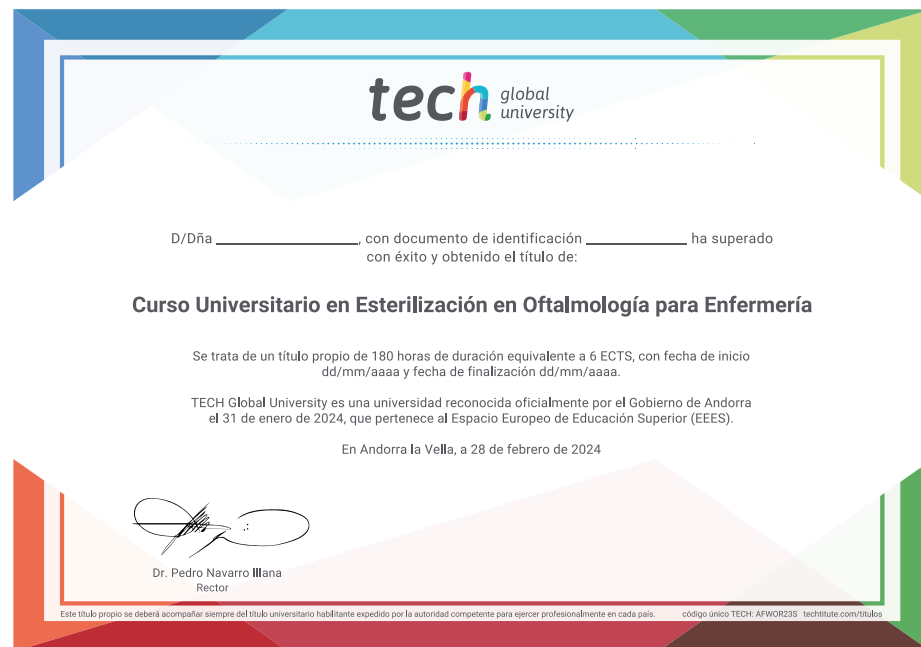 tech global university
D/Dña ________________, con documento de identificación ____________ ha superado
con éxito y obtenido el título de:
Curso Universitario en Esterilización en Oftalmología para Enfermería
Se trata de un título propio de 180 horas de duración equivalente a 6 ECTS, con fecha de inicio
dd/mm/aaaa y fecha de finalización dd/mm/aaaa.
TECH Global University es una universidad reconocida oficialmente por el Gobierno de Andorra
el 31 de enero de 2024, que pertenece al Espacio Europeo de Educación Superior (EEES).
En Andorra la Vella, a 28 de febrero de 2024
Dr. Pedro Navarro Illana
Rector
Este título propio se deberá acompañar siempre del título universitario habilitante expedido por la autoridad competente para ejercer profesionalmente en cada país. código único TECH: AFWOR23S techtitute.com/titulos